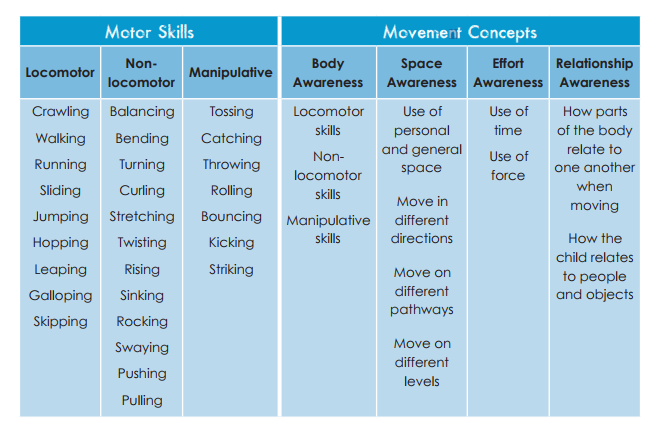 Motor Skills
Movement Concepts
Locomotor
Non-
locomotor
Manipulative
Body
Awareness
Space
Awareness
Effort
Awareness
Relationship
Awareness
Crawling
Walking
Running
Sliding
Jumping
Hopping
Leaping
Galloping
Skipping
Balancing
Bending
Turning
Curling
Stretching
Twisting
Rising
Sinking
Rocking
Swaying
Pushing
Pulling
Tossing
Catching
Throwing
Rolling
Bouncing
Kicking
Striking
Locomotor
skills
Non-
locomotor
skills
Manipulative
skills
Use of
personal
and general
space
Move in
different
directions
Move on
different
pathways
Move on
different
levels
Use of
time
Use of
force
How parts
of the body
relate to
one another
when
moving
How the
child relates
to people
and objects